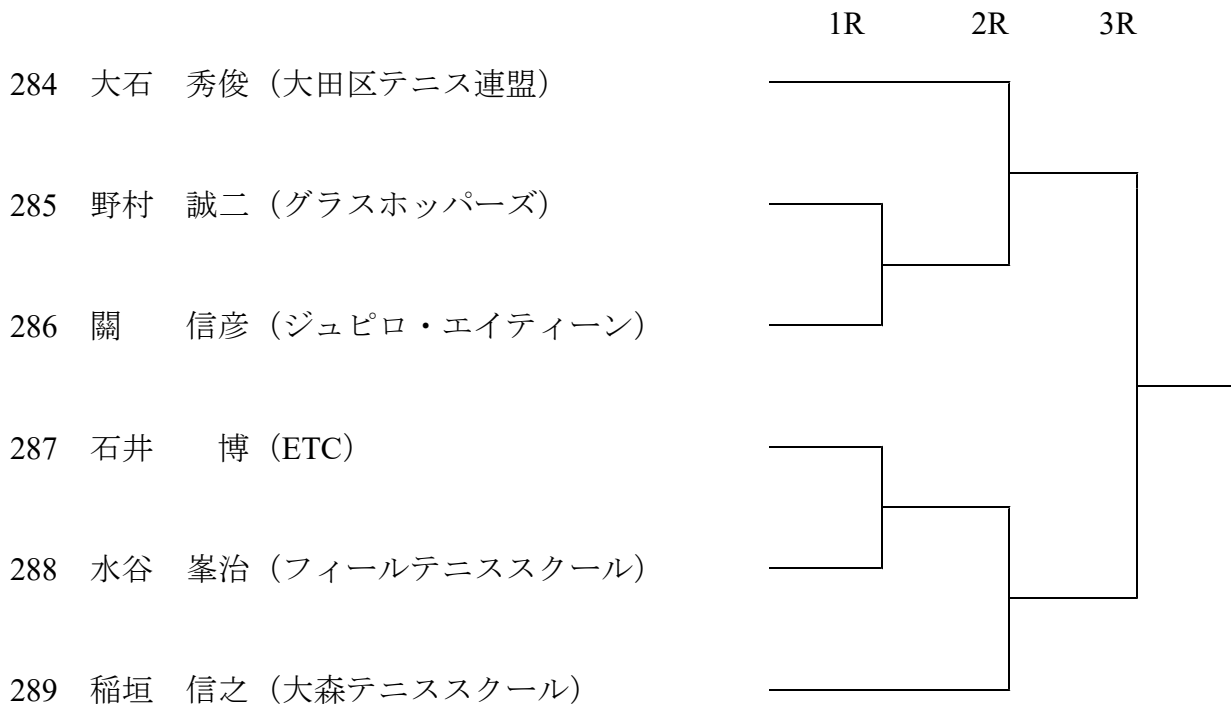 1R 2R 3R
284 大石 秀俊（大田区テニス連盟）
285 野村 誠二（グラスホッパーズ）
286 關 信彦（ジュピロ・エイティーン）
287 石井 博（ETC）
288 水谷 峯治（フィールテニススクール）
289 稲垣 信之（大森テニススクール）